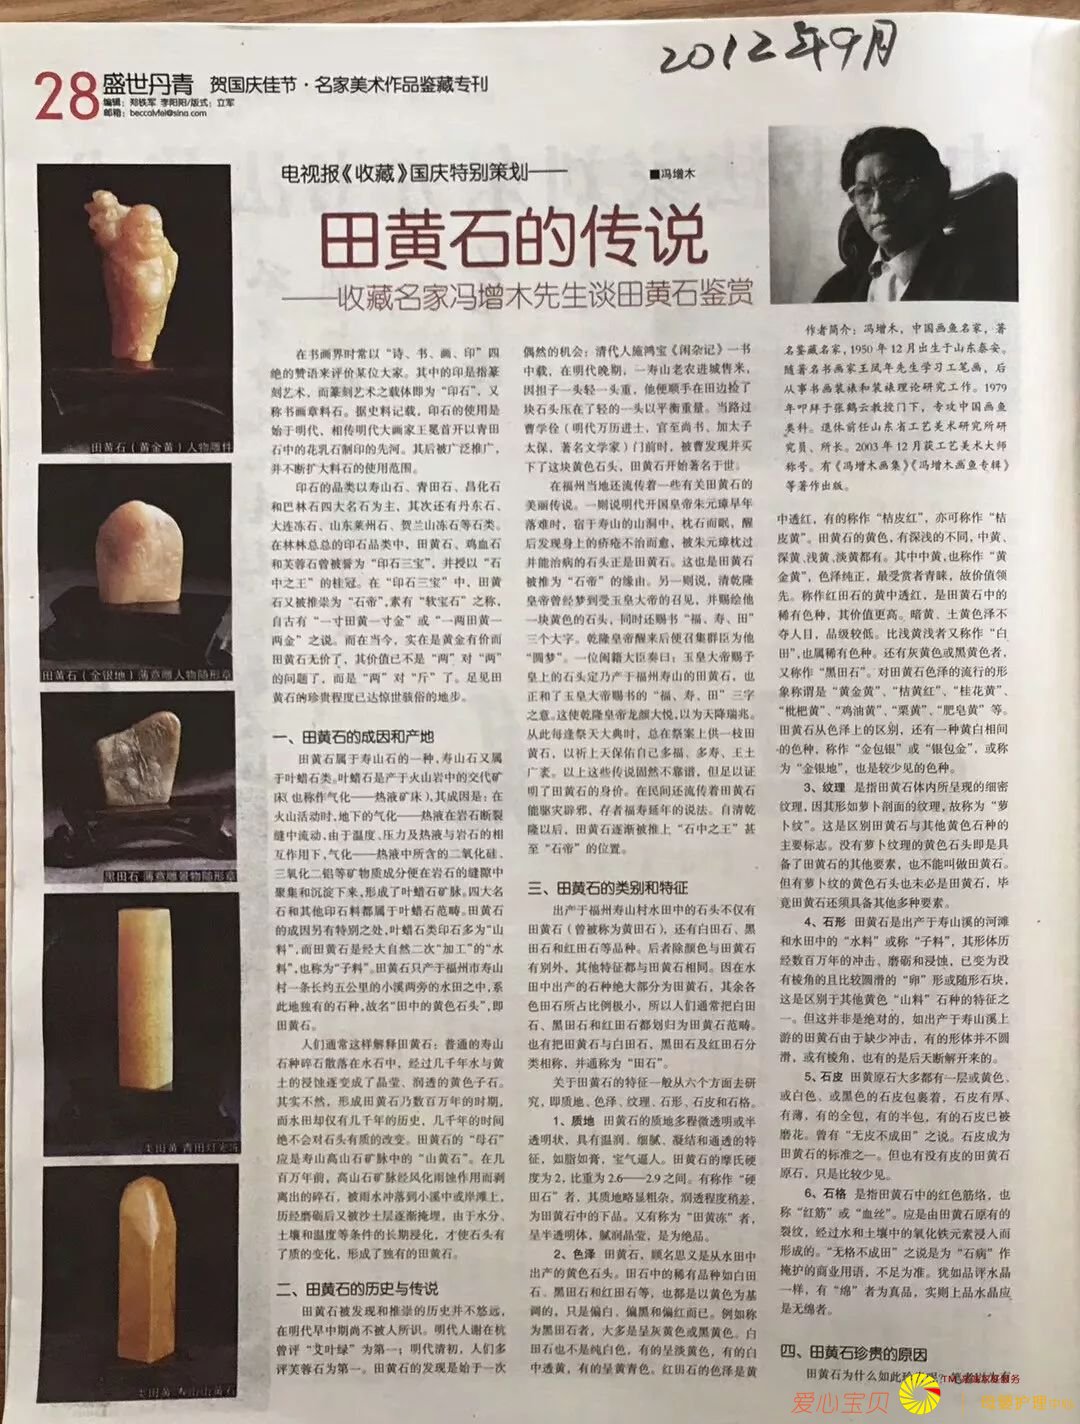 2012年9月
28 盛世丹青 贺国庆佳节·名家美术作品鉴藏专刊
编辑：郑铁军 李阳阳/版式：立军
邮箱：beccalvfei@sina.com
电视报《收藏》国庆特别策划——
■冯增木
田黄石的传说
——收藏名家冯增木先生谈田黄石鉴赏
田黄石（黄金黄）人物雕件
田黄石（金银地）薄意雕人物随形章
黑田石 薄意雕景物随形章
类田黄 青田灯光冻
类田黄 寿山山黄石
在书画界时常以“诗、书、画、印”四
绝的赞语来评价某位大家。其中的印是指篆
刻艺术，而篆刻艺术之载体即为“印石”，又
称书画章料石。据史料记载，印石的使用是
始于明代，相传明代大画家王冕首开以青田
石中的花乳石制印的先河。其后被广泛推广，
并不断扩大料石的使用范围。
印石的品类以寿山石、青田石、昌化石
和巴林石四大名石为主，其次还有丹东石、
大连冻石、山东莱州石、贺兰山冻石等石类。
在林林总总的印石品类中，田黄石、鸡血石
和芙蓉石曾被誉为“印石三宝”，并授以“石
中之王”的桂冠。在“印石三宝”中，田黄
石又被推崇为“石帝”，素有“软宝石”之称，
自古有“一寸田黄一寸金”或“一两田黄一
两金”之说。而在当今，实在是黄金有价而
田黄石无价了，其价值已不是“两”对“两”
的问题了，而是“两”对“斤”了。足见田
黄石的珍贵程度已达惊世骇俗的地步。
一、田黄石的成因和产地
田黄石属于寿山石的一种，寿山石又属
于叶蜡石类。叶蜡石是产于火山岩中的交代矿
床（也称作气化——热液矿床），其成因是：在
火山活动时，地下的气化——热液在岩石断裂
缝中流动，由于温度、压力及热液与岩石的相
互作用下，气化——热液中所含的二氧化硅、
三氧化二铝等矿物质成分便在岩石的缝隙中
聚集和沉淀下来，形成了叶蜡石矿脉。四大名
石和其他印石料都属于叶蜡石范畴。田黄石
的成因另有特别之处，叶蜡石类印石多为“山
料”，而田黄石是经大自然二次“加工”的“水
料”，也称为“子料”。田黄石只产于福州市寿山
村一条长约五公里的小溪两旁的水田之中，系
此地独有的石种，故名“田中的黄色石头”，即
田黄石。
人们通常这样解释田黄石：普通的寿山
石种碎石散落在水石中，经过几千年水与黄
土的浸蚀逐变成了晶莹、润透的黄色子石。
其实不然，形成田黄石乃数百万年的时期，
而水田却仅有几千年的历史，几千年的时间
绝不会对石头有质的改变。田黄石的“母石”
应是寿山高山石矿脉中的“山黄石”。在几
百万年前，高山石矿脉经风化雨蚀作用而剥
离出的碎石，被雨水冲落到小溪中或岸滩上，
历经磨砺后又被沙土层逐渐掩埋，由于水分、
土壤和温度等条件的长期浸化，才使石头有
了质的变化，形成了独有的田黄石。
二、田黄石的历史与传说
田黄石被发现和推崇的历史并不悠远，
在明代早中期尚不被人所识。明代人谢在杭
曾评“艾叶绿”为第一；明代清初，人们多
评芙蓉石为第一。田黄石的发现是始于一次
偶然的机会：清代人施鸿宝《闲杂记》一书
中载，在明代晚期，一寿山老农进城售米，
因担子一头轻一头重，他便顺手在田边捡了
块石头压在了轻的一头以平衡重量。当路过
曹学佺（明代万历进士，官至尚书、加太子
太保，著名文学家）门前时，被曹发现并买
下了这块黄色石头，田黄石开始著名于世。
在福州当地还流传着一些有关田黄石的
美丽传说。一则说明代开国皇帝朱元璋早年
落难时，宿于寿山的山洞中，枕石而眠，醒
后发现身上的疥疮不治而愈，被朱元璋枕过
并能治病的石头正是田黄石。这也是田黄石
被推为“石帝”的缘由。另一则说，清乾隆
皇帝曾经梦到受玉皇大帝的召见，并赐给他
一块黄色的石头，同时还赐书“福、寿、田”
三个大字。乾隆皇帝醒来后便召集群臣为他
“圆梦”。一位闽籍大臣奏曰：玉皇大帝赐予
皇上的石头定乃产于福州寿山的田黄石，也
正和了玉皇大帝赐书的“福、寿、田”三字
之意。这使乾隆皇帝龙颜大悦，以为天降瑞兆。
从此每逢祭天大典时，总在祭案上供一枝田
黄石，以祈上天保佑自己多福、多寿、王土
广袤。以上这些传说固然不靠谱，但足以证
明了田黄石的身价。在民间还流传着田黄石
能驱灾辟邪、存者福寿延年的说法。自清乾
隆以后，田黄石逐渐被推上“石中之王”甚
至“石帝”的位置。
三、田黄石的类别和特征
出产于福州寿山村水田中的石头不仅有
田黄石（曾被称为黄田石），还有白田石、黑
田石和红田石等品种。后者除颜色与田黄石
有别外，其他特征都与田黄石相同。因在水
田中出产的石种绝大部分为田黄石，其余各
色田石所占比例极小，所以人们通常把白田
石、黑田石和红田石都划归为田黄石范畴。
也有把田黄石与白田石，黑田石及红田石分
类相称，并通称为“田石”。
关于田黄石的特征一般从六个方面去研
究，即质地、色泽、纹理、石形、石皮和石格。
1、质地 田黄石的质地多程微透明或半
透明状，具有温润、细腻、凝结和通透的特
征，如脂如膏，宝气逼人。田黄石的摩氏硬
度为2，比重为2.6——2.9之间。有称作“硬
田石”者，其质地略显粗杂，润透程度稍差，
为田黄石中的下品。又有称为“田黄冻”者，
呈半透明体，腻润晶莹，是为绝品。
2、色泽 田黄石，顾名思义是从水田中
出产的黄色石头。田石中的稀有品种如白田
石、黑田石和红田石等，也都是以黄色为基
调的，只是偏白、偏黑和偏红而已。例如称
为黑田石者，大多是呈灰黄色或黑黄色。白
田石也不是纯白色，有的呈淡黄色，有的白
中透黄，有的呈黄青色。红田石的色泽是黄
作者简介：冯增木，中国画鱼名家，著
名鉴藏名家，1950年12月出生于山东泰安。
随著名书画家王凤年先生学习工笔画，后
从事书画装裱和装裱理论研究工作。1979
年叩拜于张鹤云教授门下，专攻中国画鱼
类科。退休前任山东省工艺美术研究所研
究员、所长。2003年12月获工艺美术大师
称号。有《冯增木画集》《冯增木画鱼专辑》
等著作出版。
中透红，有的称作“桔皮红”，亦可称作“桔
皮黄”。田黄石的黄色，有深浅的不同，中黄、
深黄、浅黄、淡黄都有。其中中黄，也称作“黄
金黄”，色泽纯正，最受赏者青睐，故价值领
先。称作红田石的黄中透红，是田黄石中的
稀有色种，其价值更高。暗黄、土黄色泽不
夺人目，品级较低。比浅黄浅者又称作“白
田”，也属稀有色种。还有灰黄色或黑黄色者，
又称作“黑田石”。对田黄石色泽的流行的形
象称谓是“黄金黄”、“桔黄红”、“桂花黄”、
“枇杷黄”、“鸡油黄”、“栗黄”、“肥皂黄”等。
田黄石从色泽上的区别，还有一种黄白相间
的色种，称作“金包银”或“银包金”，或称
为“金银地”，也是较少见的色种。
3、纹理 是指田黄石体内所呈现的细密
纹理，因其形如萝卜剖面的纹理，故称为“萝
卜纹”。这是区别田黄石与其他黄色石种的
主要标志。没有萝卜纹理的黄色石头即是具
备了田黄石的其他要素，也不能叫做田黄石。
但有萝卜纹的黄色石头也未必是田黄石，毕
竟田黄石还须具备其他多种要素。
4、石形 田黄石是出产于寿山溪的河滩
和水田中的“水料”或称“子料”，其形体历
经数百万年的冲击、磨砺和浸蚀，已变为没
有棱角的且比较圆滑的“卵”形或随形石块，
这是区别于其他黄色“山料”石种的特征之
一。但这并非是绝对的，如出产于寿山溪上
游的田黄石由于缺少冲击，有的形体并不圆
滑，或有棱角，也有的是后天断解开来的。
5、石皮 田黄原石大多都有一层或黄色、
或白色、或黑色的石皮包裹着，石皮有厚、
有薄，有的全包，有的半包，有的石皮已被
磨花。曾有“无皮不成田”之说。石皮成为
田黄石的标准之一。但也有没有皮的田黄石
原石，只是比较少见。
6、石格 是指田黄石中的红色筋络，也
称“红筋”或“血丝”。应是由田黄石原有的
裂纹，经过水和土壤中的氧化铁元素浸入而
形成的。“无格不成田”之说是为“石病”作
掩护的商业用语，不足为准。犹如品评水晶
一样，有“绵”者为真品，实则上品水晶应
是无绵者。
四、田黄石珍贵的原因
田黄石为什么如此
爱心宝贝
TM
母婴护理中心